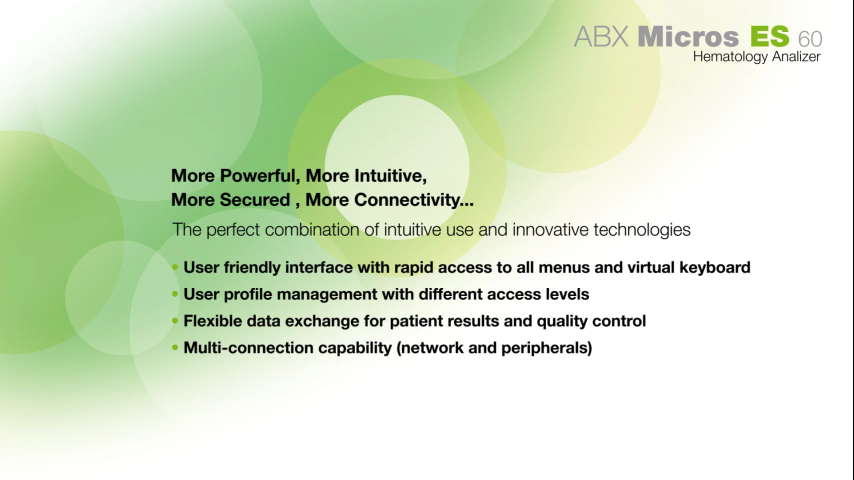 ABX Micros ES 60
Hematology Analizer
More Powerful, More Intuitive,
More Secured , More Connectivity...
The perfect combination of intuitive use and innovative technologies
• User friendly interface with rapid access to all menus and virtual keyboard
• User profile management with different access levels
• Flexible data exchange for patient results and quality control
• Multi-connection capability (network and peripherals)